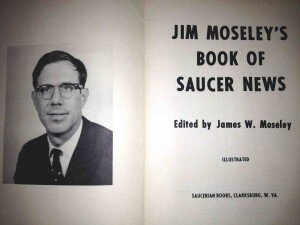 JIM MOSELEY'S
BOOK OF
SAUCER NEWS
Edited by James W. Moseley
ILLUSTRATED
SAUCERIAN BOOKS, CLARKSBURG, W. VA.